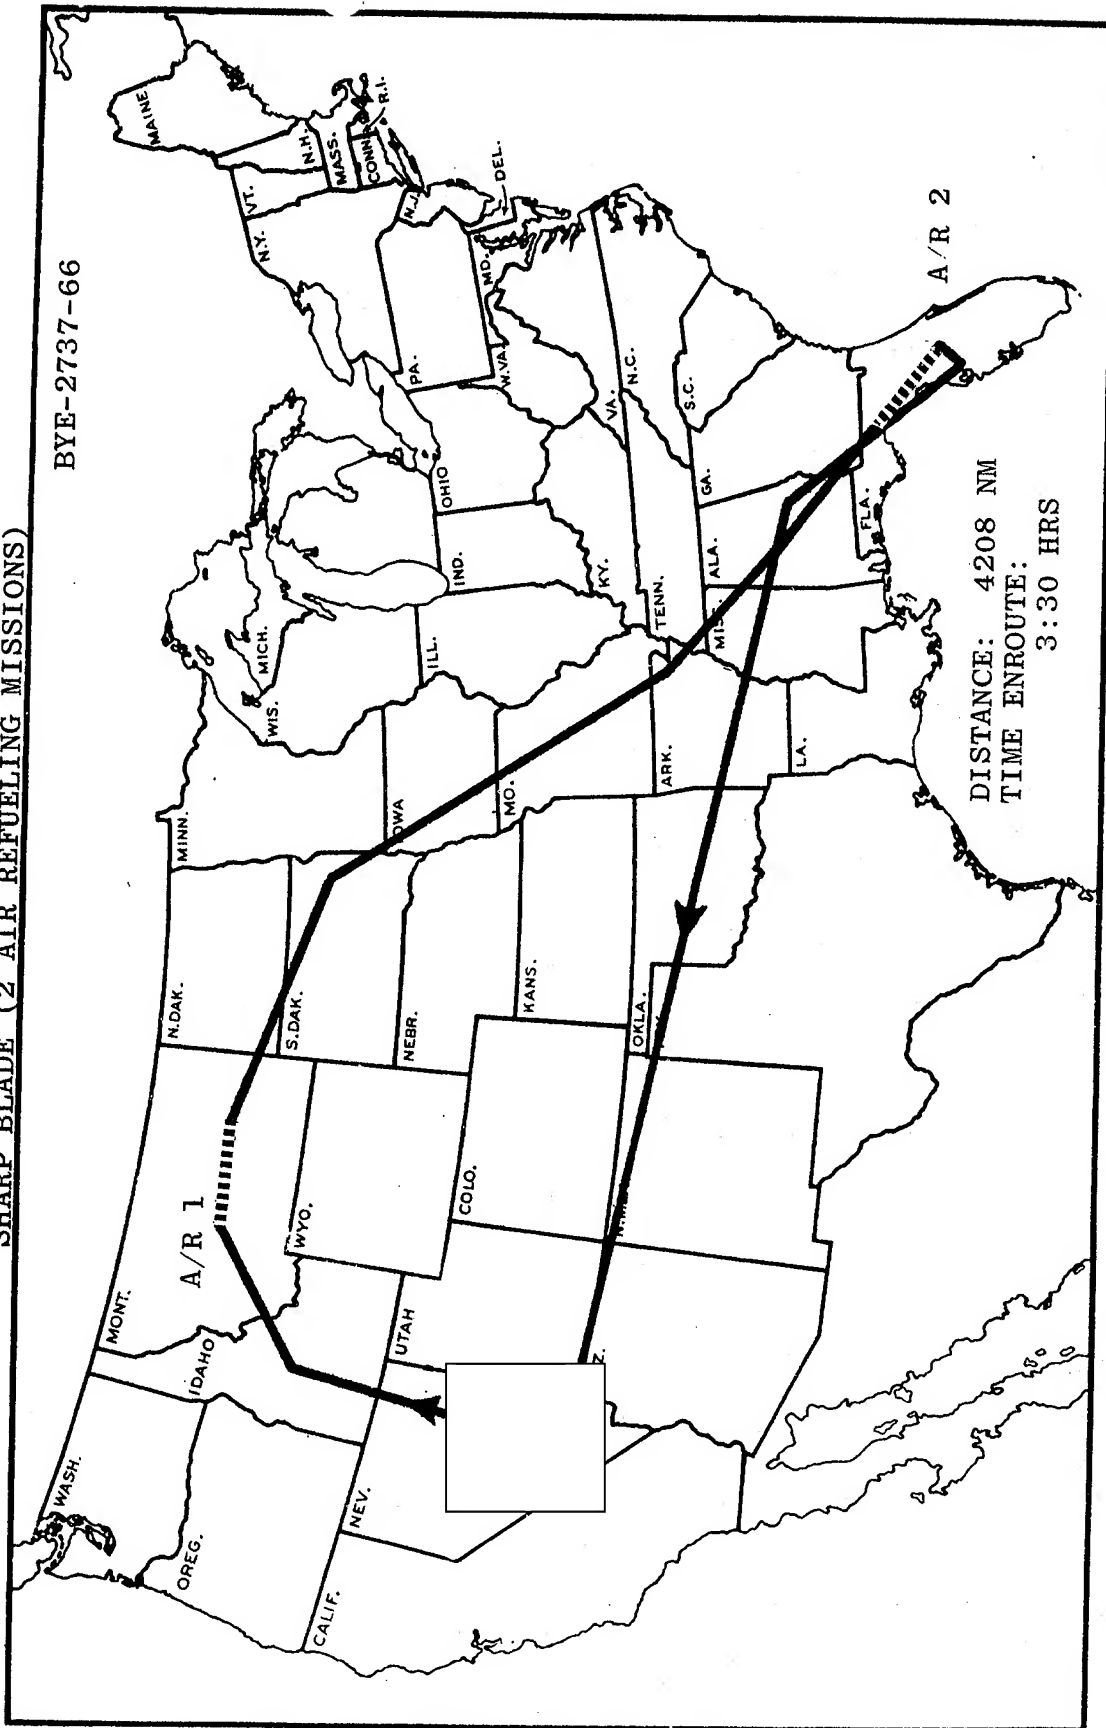 SHARP BLADE (2 AIR REFUELING MISSIONS)
BYE-2737-66
WASH.
MONT.
N.DAK.
MINN.
MAINE
OREG.
IDAHO
A/R 1
WYO.
S.DAK.
WIS.
MICH.
N.Y.
VT.
N.H.
MASS.
CONN.
R.I.
CALIF.
NEV.
UTAH
COLO.
NEBR.
KANS.
MO.
ILL.
IND.
OHIO
PA.
N.J.
MD.
DEL.
W.VA.
VA.
KY.
OKLA.
ARK.
TENN.
N.C.
S.C.
GA.
ALA.
LA.
FLA.
A/R 2
DISTANCE: 4208 NM
TIME ENROUTE:
3:30 HRS